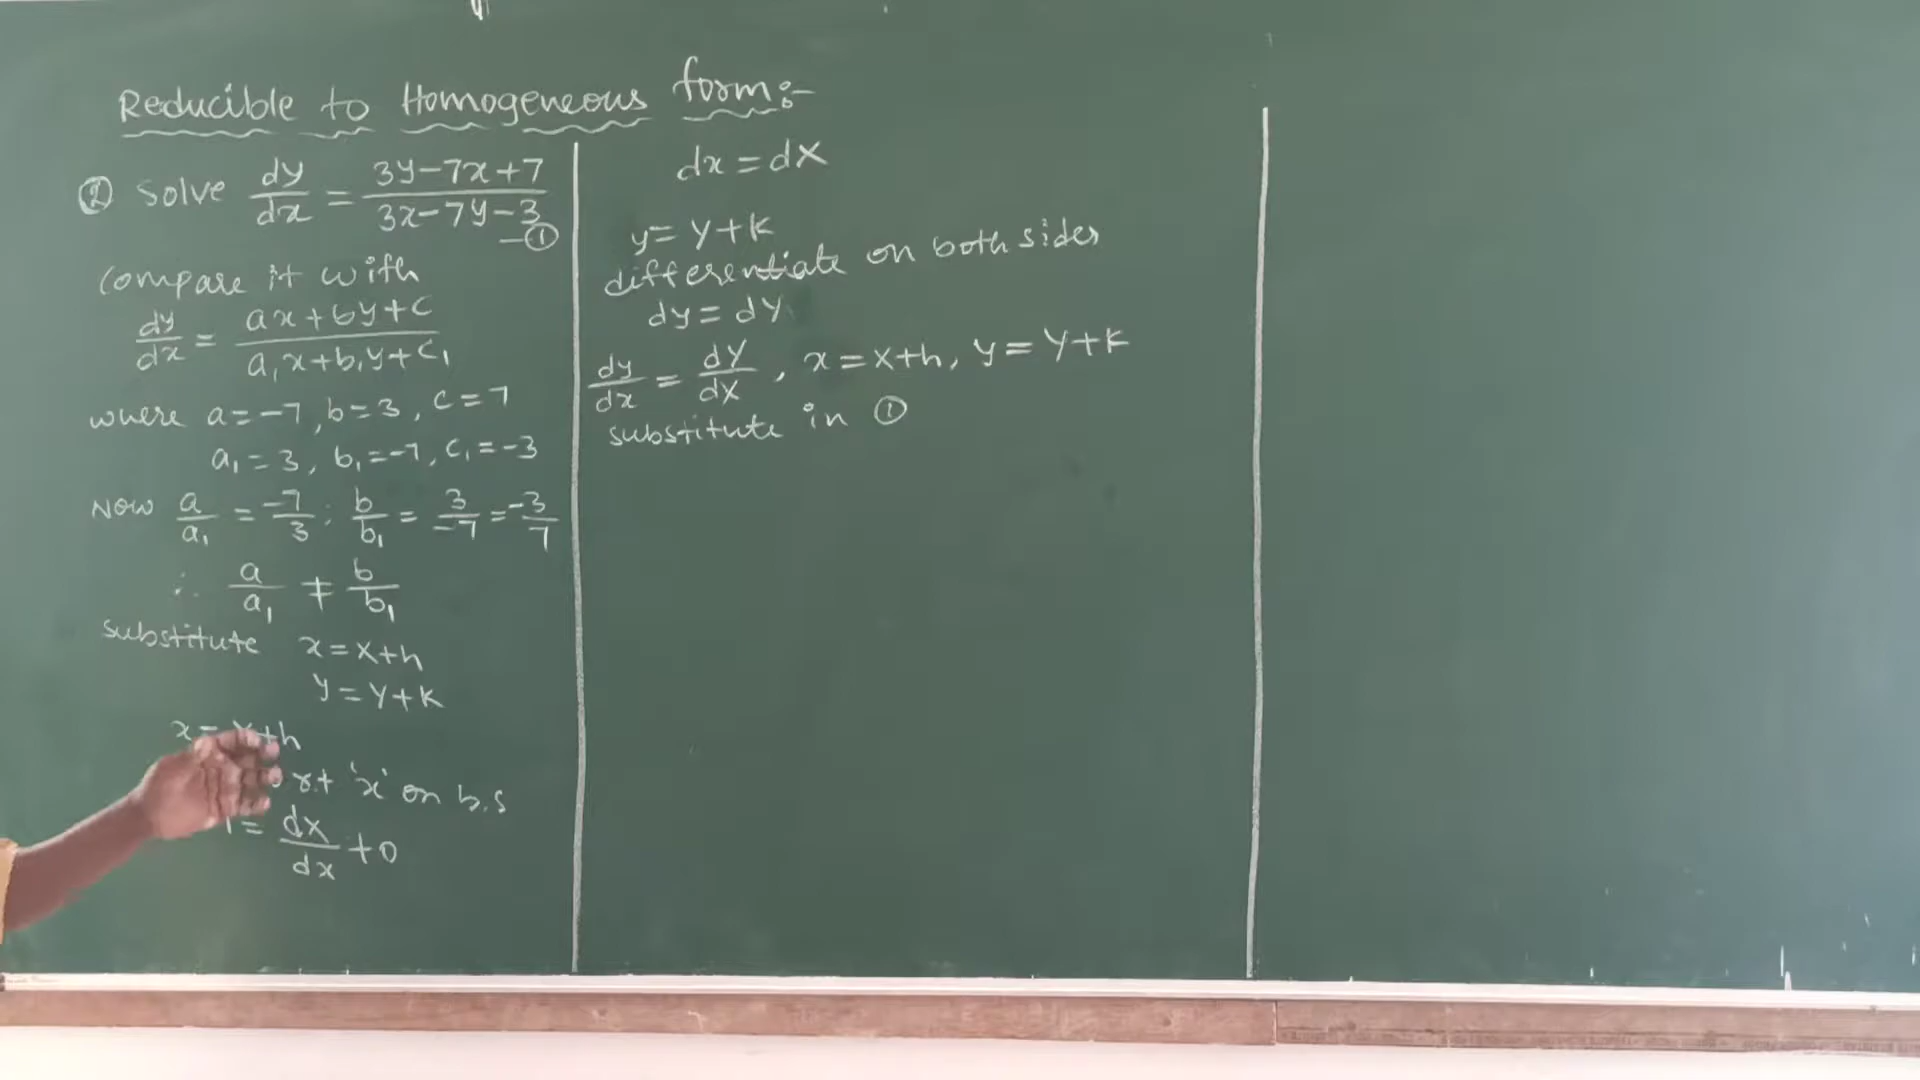 Reducible to Homogeneous form:-
② Solve dy/dx = (3y-7x+7)/(3x-7y-3) -①
Compare it with
dy/dx = (ax+by+c)/(a₁x+b₁y+c₁)
where a=-7, b=3, c=7
a₁=3, b₁=-7, c₁=-3
Now a/a₁ = -7/3 ; b/b₁ = 3/-7 = -3/7
∴ a/a₁ ≠ b/b₁
substitute x=X+h
y=Y+k
x=X+h
r.t 'x' on b.s
1 = dX/dx +0
dx=dX
y=Y+k
differentiate on both sides
dy=dY
dy/dx = dY/dX, x=X+h, y=Y+k
substitute in ①